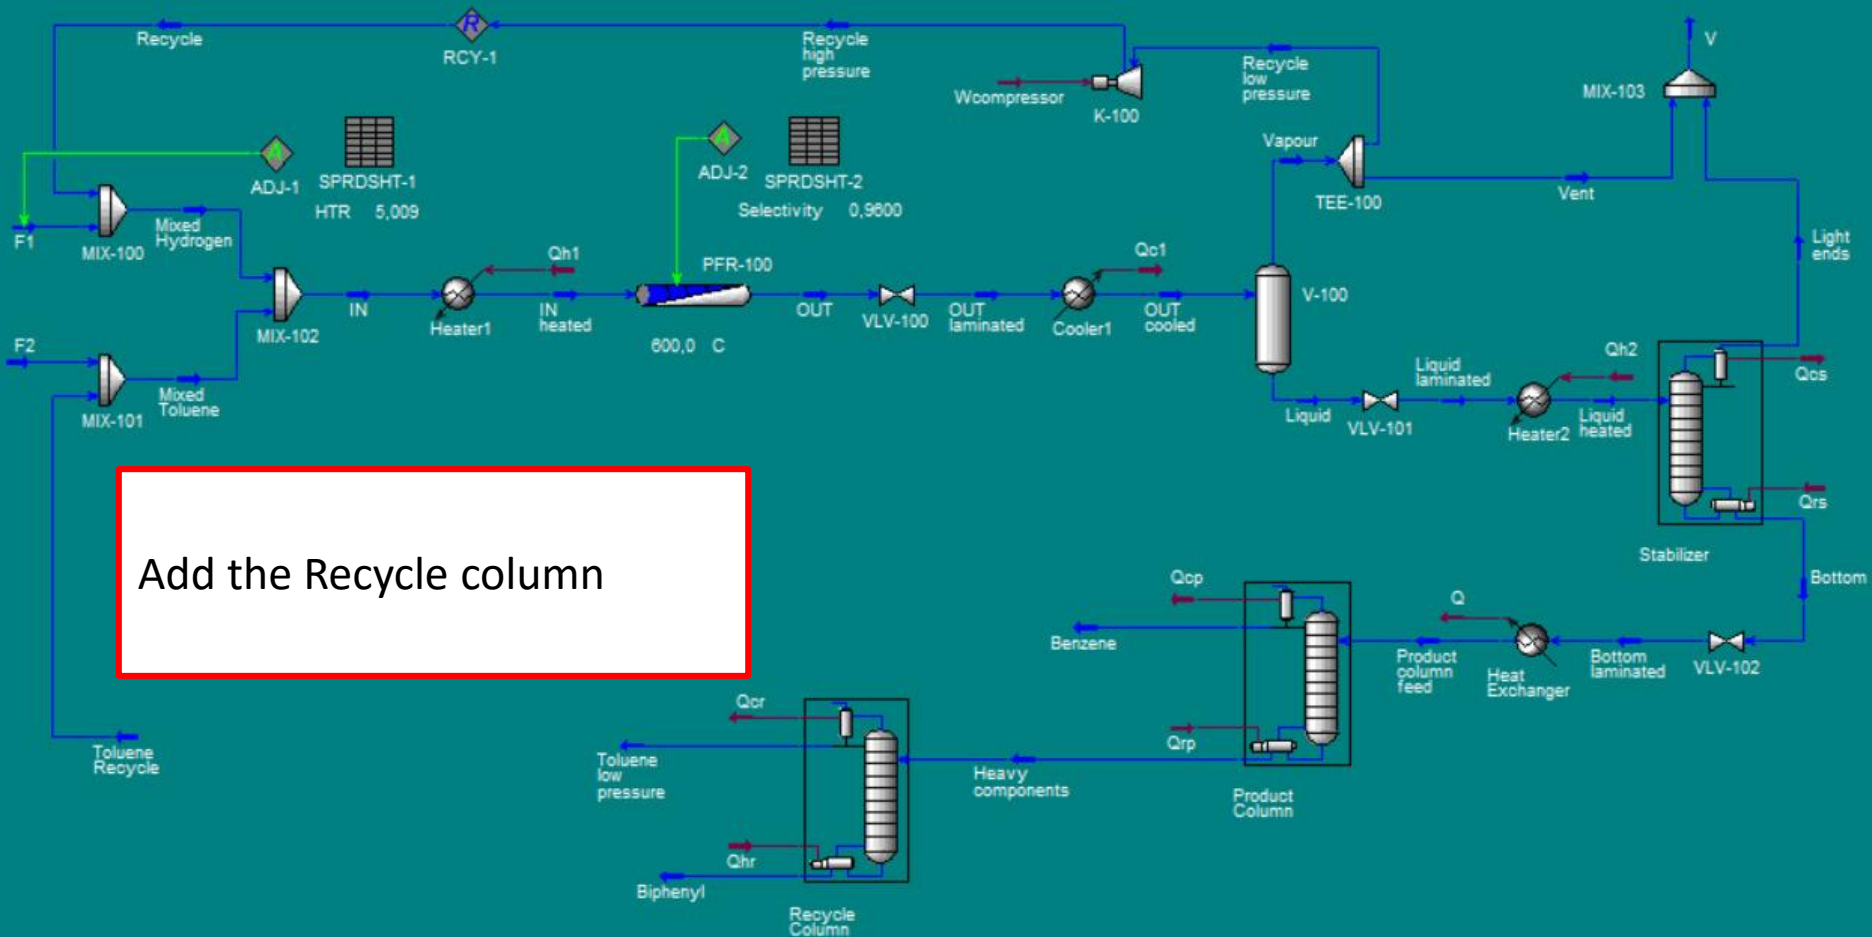 Recycle
R
RCY-1
Recycle
high
pressure
Wcompressor
K-100
Recycle
low
pressure
V
MIX-103
A
ADJ-1
SPRDSHT-1
HTR 5,009
A
ADJ-2
SPRDSHT-2
Selectivity 0,9600
Vapour
TEE-100
Vent
F1
MIX-100
Mixed
Hydrogen
Light
ends
Qh1
PFR-100
Qc1
V-100
MIX-102
IN
Heater1
IN
heated
600,0 C
OUT
VLV-100
OUT
laminated
Cooler1
OUT
cooled
F2
MIX-101
Mixed
Toluene
Liquid
laminated
Qh2
Qcs
Liquid
VLV-101
Heater2
Liquid
heated
Qrs
Stabilizer
Add the Recycle column
Bottom
Qcp
Benzene
Q
Product
column
feed
Heat
Exchanger
Bottom
laminated
VLV-102
Qcr
Qrp
Toluene
Recycle
Toluene
low
pressure
Heavy
components
Product
Column
Qhr
Biphenyl
Recycle
Column